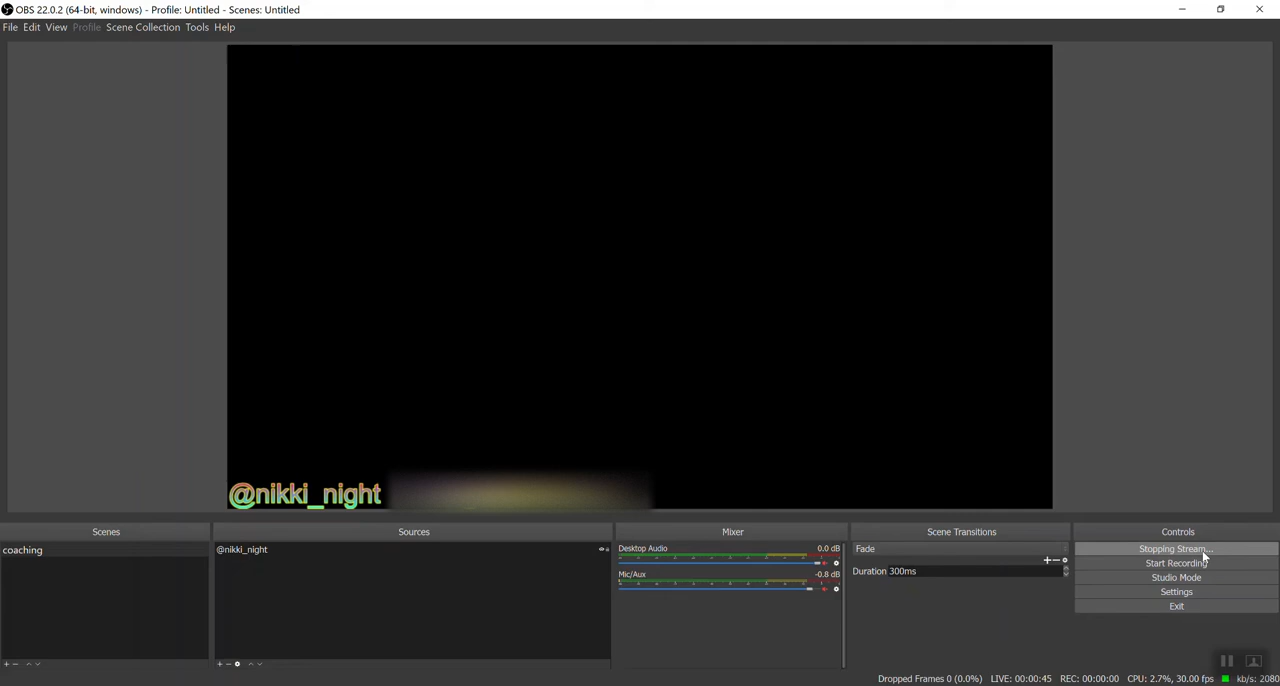 OBS 22.0.2 (64-bit, windows) - Profile: Untitled - Scenes: Untitled
File Edit View Profile Scene Collection Tools Help
@nikki_night
Scenes
coaching
Sources
@nikki_night
Mixer
Desktop Audio 0.0 dB
Mic/Aux -0.8 dB
Scene Transitions
Fade
Duration 300ms
Controls
Stopping Stream...
Start Recording
Studio Mode
Settings
Exit
Dropped Frames 0 (0.0%) LIVE: 00:00:45 REC: 00:00:00 CPU: 2.7%, 30.00 fps kb/s: 2080